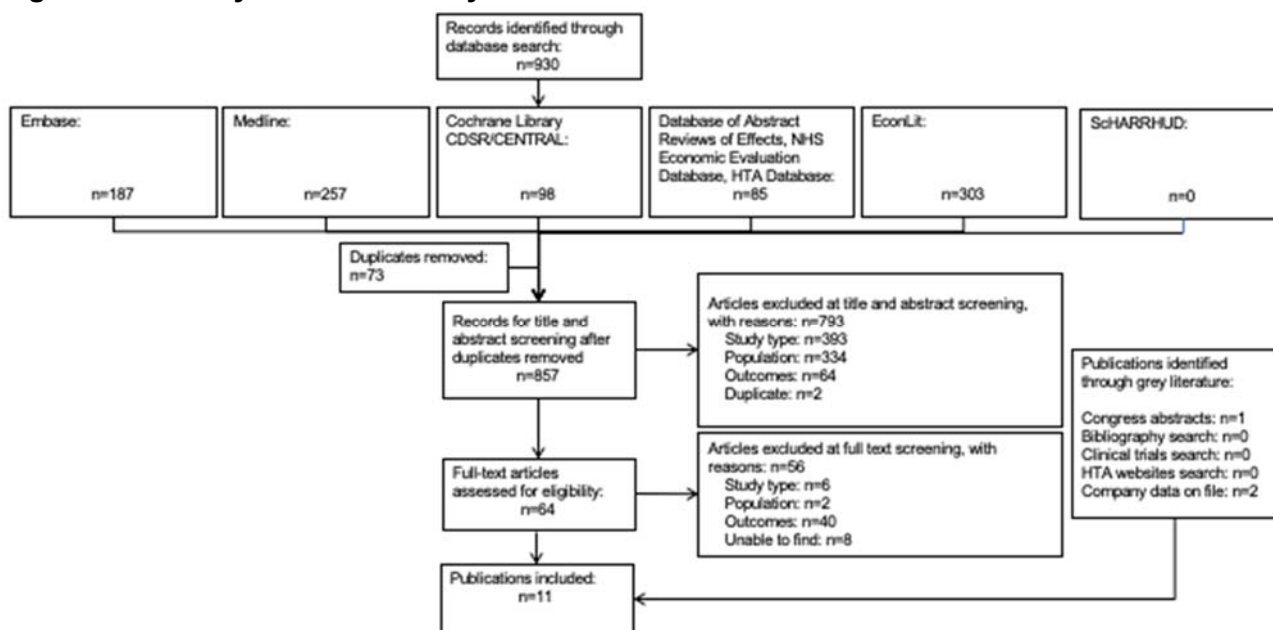 Records identified through
database search:
n=930
Embase:
n=187
Medline:
n=257
Cochrane Library
CDSR/CENTRAL:
n=98
Database of Abstract
Reviews of Effects, NHS
Economic Evaluation
Database, HTA Database:
n=85
EconLit:
n=303
ScHARRHUD:
n=0
Duplicates removed:
n=73
Records for title and
abstract screening after
duplicates removed
n=857
Articles excluded at title and abstract screening,
with reasons: n=793
Study type: n=393
Population: n=334
Outcomes: n=64
Duplicate: n=2
Publications identified
through grey literature:
Congress abstracts: n=1
Bibliography search: n=0
Clinical trials search: n=0
HTA websites search: n=0
Company data on file: n=2
Full-text articles
assessed for eligibility:
n=64
Articles excluded at full text screening, with
reasons: n=56
Study type: n=6
Population: n=2
Outcomes: n=40
Unable to find: n=8
Publications included:
n=11